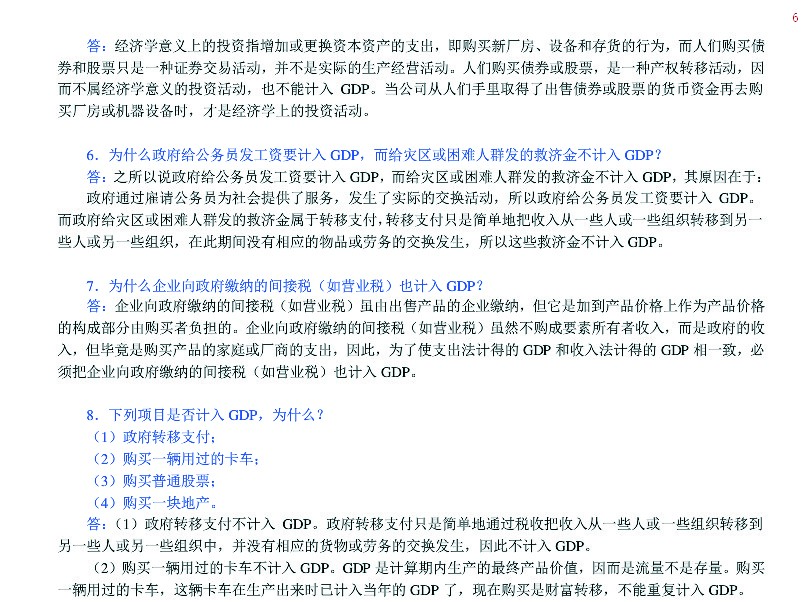 6
答：经济学意义上的投资指增加或更换资本资产的支出，即购买新厂房、设备和存货的行为，而人们购买债
券和股票只是一种证券交易活动，并不是实际的生产经营活动。人们购买债券或股票，是一种产权转移活动，因
而不属经济学意义的投资活动，也不能计入 GDP。当公司从人们手里取得了出售债券或股票的货币资金再去购
买厂房或机器设备时，才是经济学上的投资活动。
6．为什么政府给公务员发工资要计入 GDP，而给灾区或困难人群发的救济金不计入 GDP？
答：之所以说政府给公务员发工资要计入 GDP，而给灾区或困难人群发的救济金不计入 GDP，其原因在于：
政府通过雇请公务员为社会提供了服务，发生了实际的交换活动，所以政府给公务员发工资要计入 GDP。
而政府给灾区或困难人群发的救济金属于转移支付，转移支付只是简单地把收入从一些人或一些组织转移到另一
些人或另一些组织，在此期间没有相应的物品或劳务的交换发生，所以这些救济金不计入 GDP。
7．为什么企业向政府缴纳的间接税（如营业税）也计入 GDP？
答：企业向政府缴纳的间接税（如营业税）虽由出售产品的企业缴纳，但它是加到产品价格上作为产品价格
的构成部分由购买者负担的。企业向政府缴纳的间接税（如营业税）虽然不购成要素所有者收入，而是政府的收
入，但毕竟是购买产品的家庭或厂商的支出，因此，为了使支出法计得的 GDP 和收入法计得的 GDP 相一致，必
须把企业向政府缴纳的间接税（如营业税）也计入 GDP。
8．下列项目是否计入 GDP，为什么？
（1）政府转移支付；
（2）购买一辆用过的卡车；
（3）购买普通股票；
（4）购买一块地产。
答：（1）政府转移支付不计入 GDP。政府转移支付只是简单地通过税收把收入从一些人或一些组织转移到
另一些人或另一些组织中，并没有相应的货物或劳务的交换发生，因此不计入 GDP。
（2）购买一辆用过的卡车不计入 GDP。GDP 是计算期内生产的最终产品价值，因而是流量不是存量。购买
一辆用过的卡车，这辆卡车在生产出来时已计入当年的 GDP 了，现在购买是财富转移，不能重复计入 GDP。